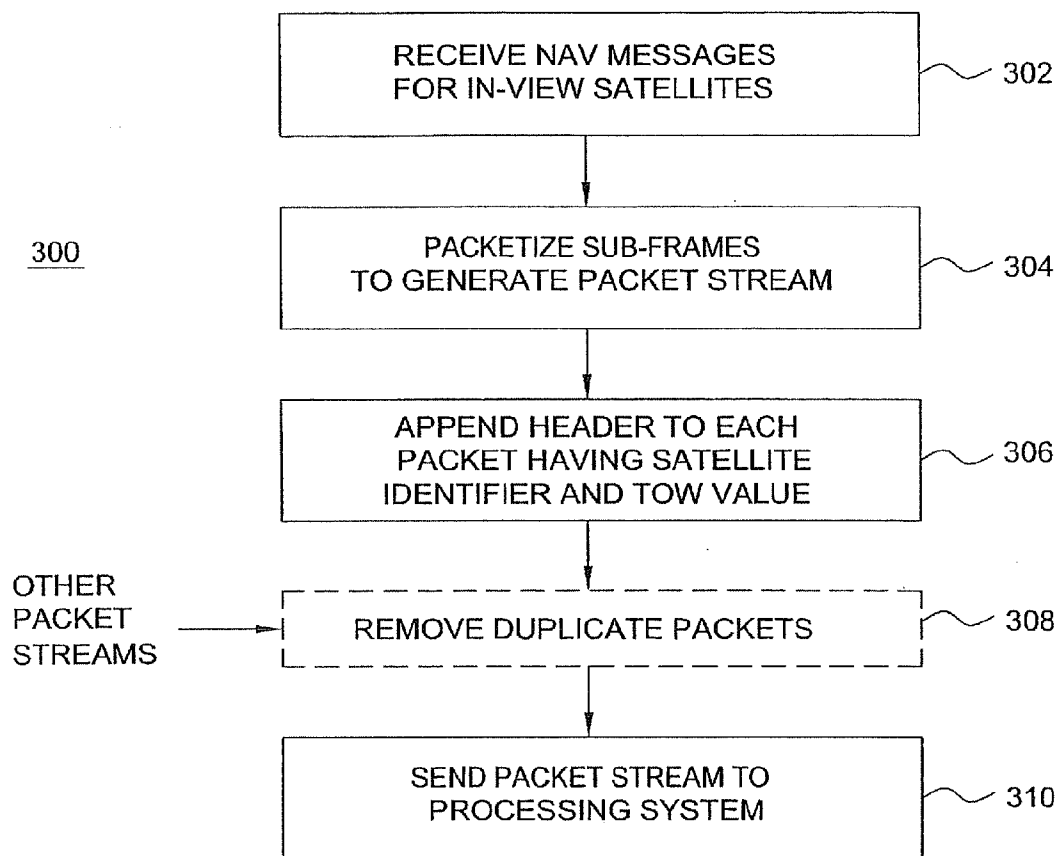 RECEIVE NAV MESSAGES
FOR IN-VIEW SATELLITES
302
300
PACKETIZE SUB-FRAMES
TO GENERATE PACKET STREAM
304
APPEND HEADER TO EACH
PACKET HAVING SATELLITE
IDENTIFIER AND TOW VALUE
306
OTHER
PACKET
STREAMS
REMOVE DUPLICATE PACKETS
308
SEND PACKET STREAM TO
PROCESSING SYSTEM
310